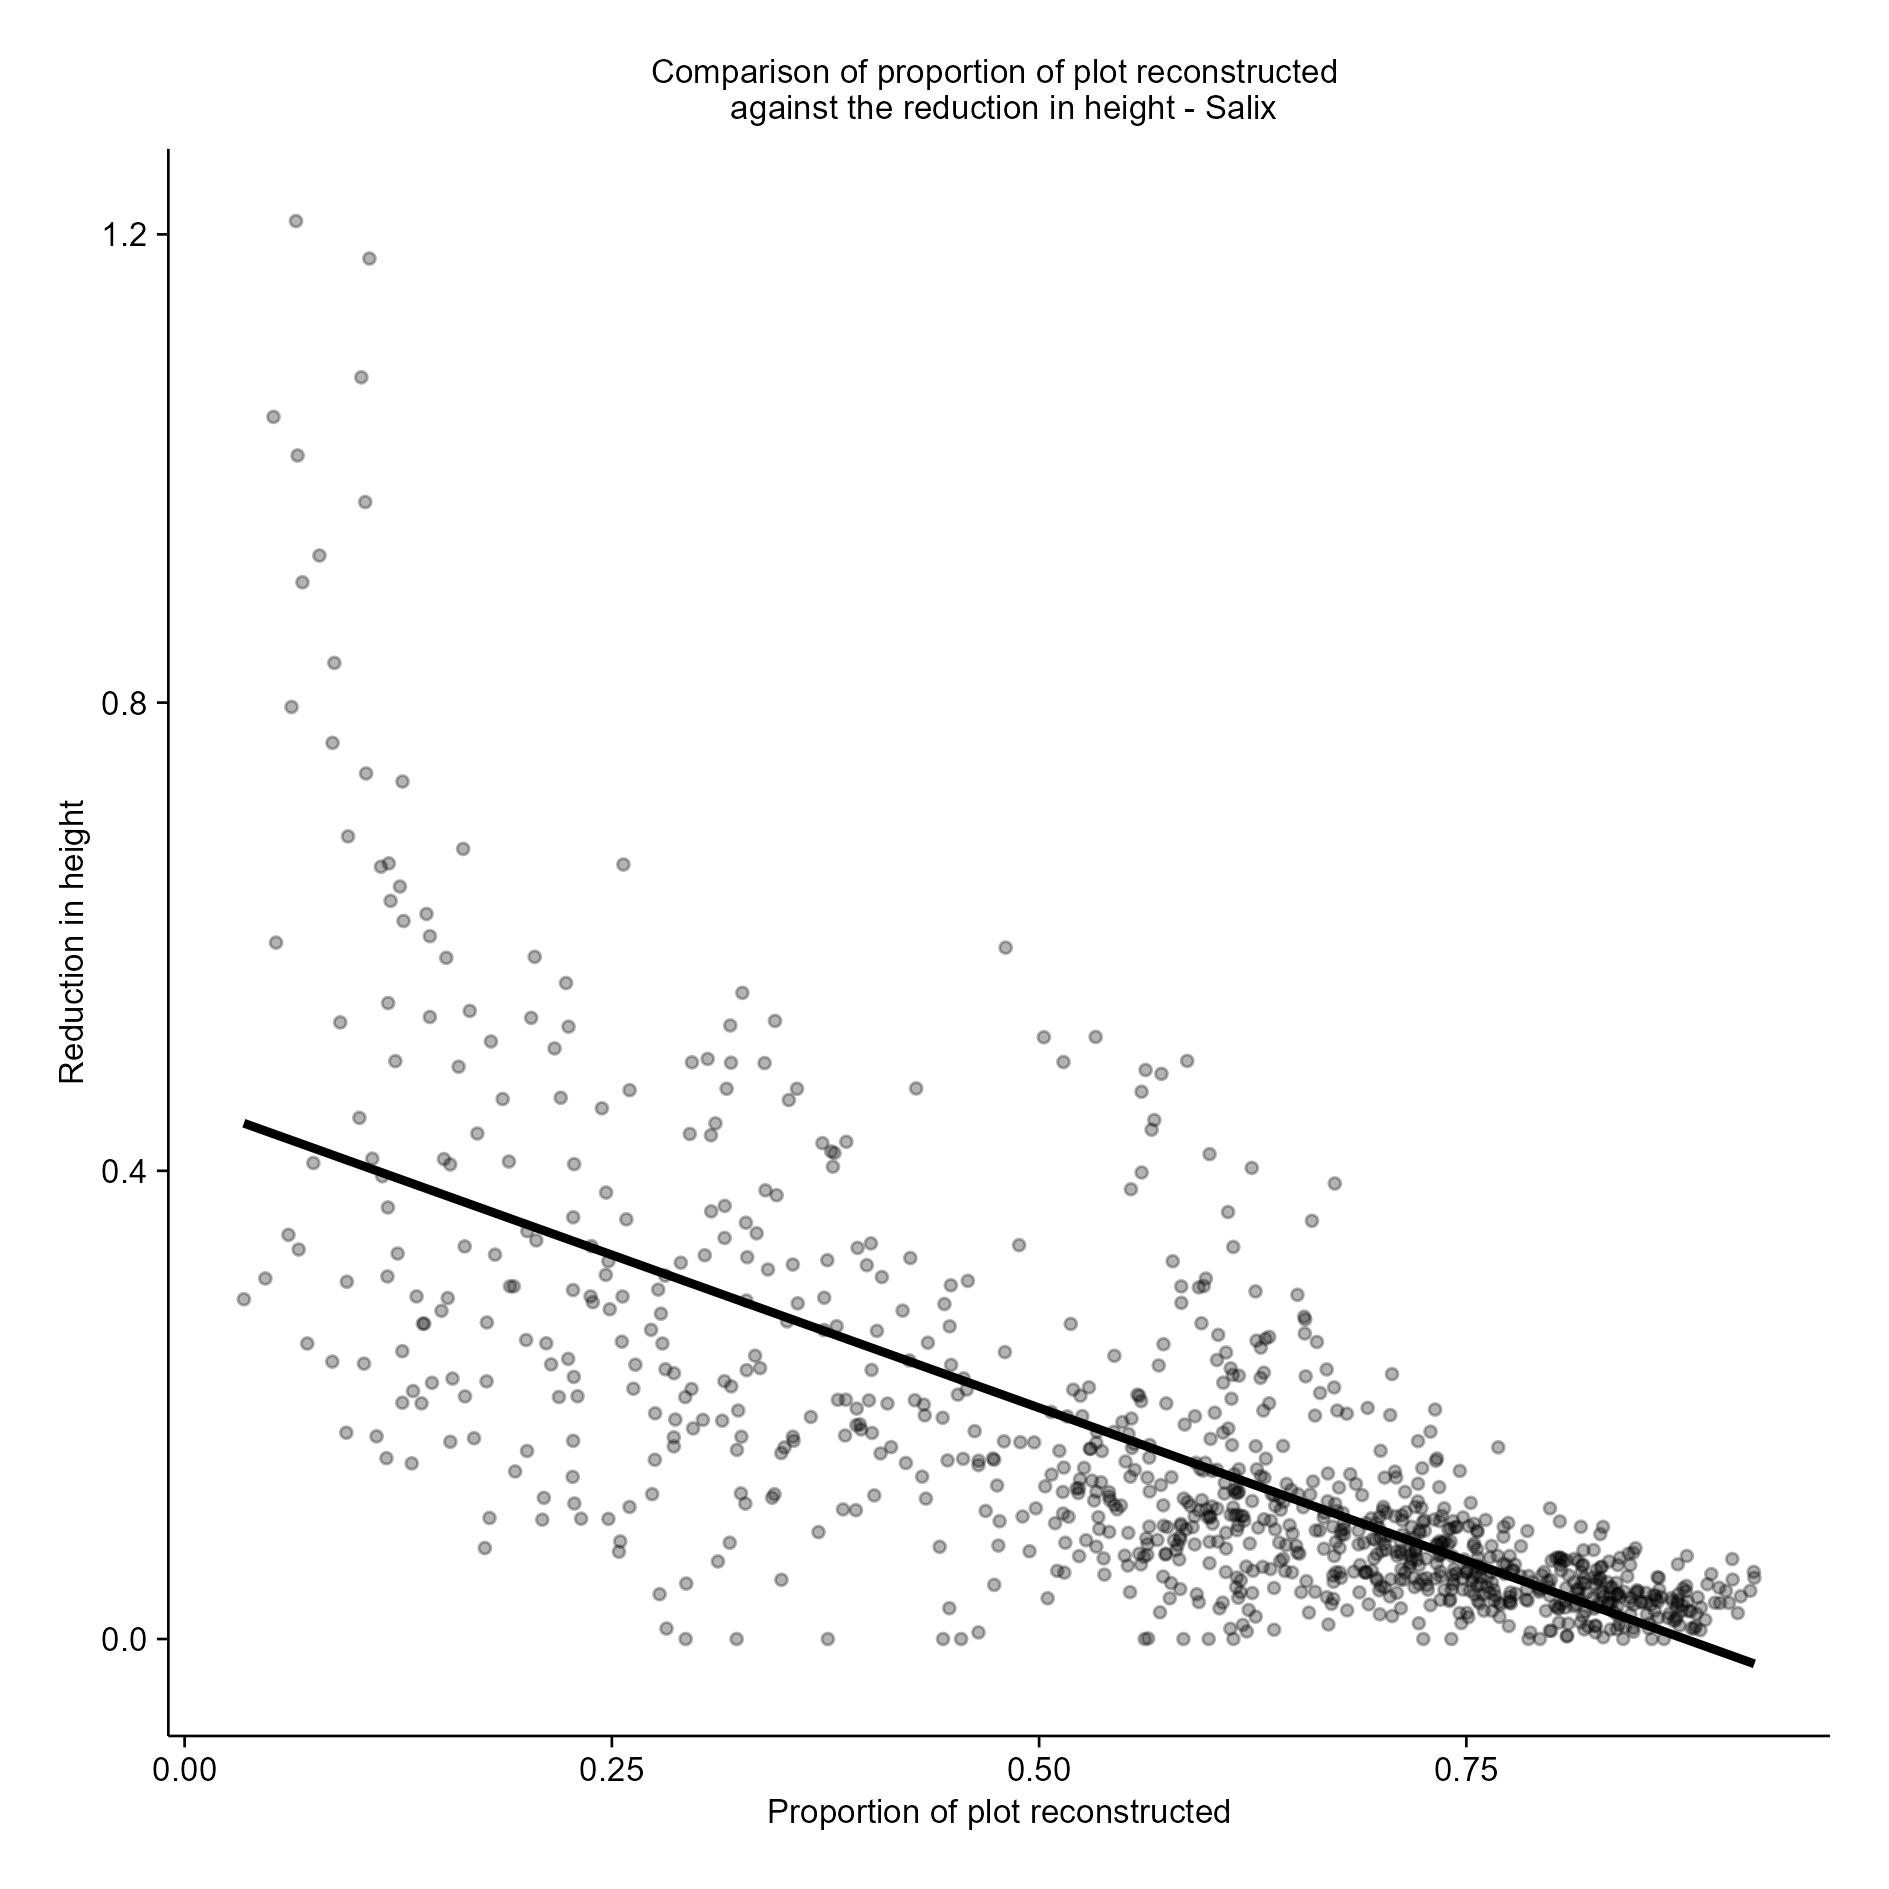 Comparison of proportion of plot reconstructed
against the reduction in height - Salix
1.2
0.8
0.4
0.0
Reduction in height
0.00 0.25 0.50 0.75
Proportion of plot reconstructed